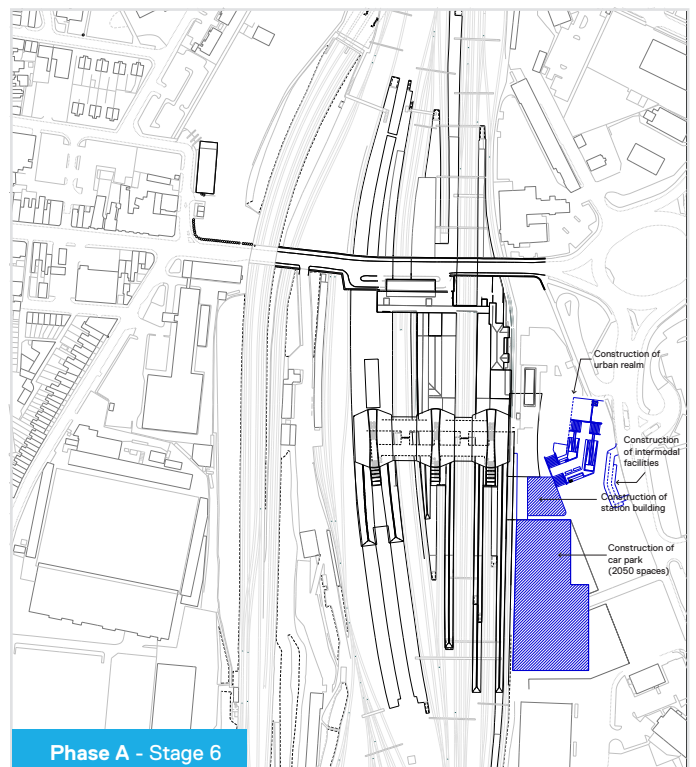 Construction of
urban realm
Construction
of intermodal
facilities
Construction of
station building
Construction of
car park
(2050 spaces)
Phase A - Stage 6